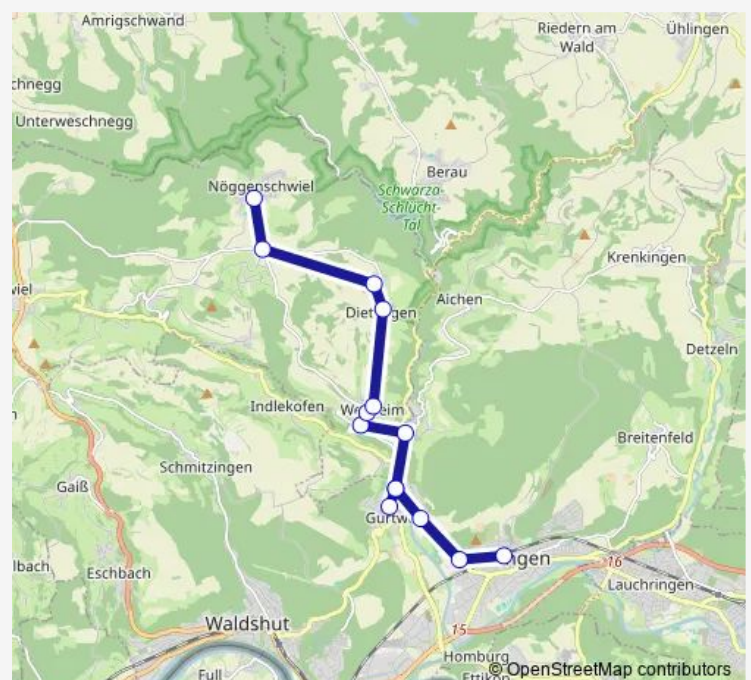 Amrigschwand
Riedern am
Wald
Ühlingen
chnegg
Unterweschnegg
Berau
Nöggenschwiel
Schwarza-
Schlucht-
Tal
Krenkingen
wiel
Aichen
Detzeln
Indlekofen
Breitenfeld
Schmitzingen
Gaiß
lbach
Eschbach
ngen
16
Lauchringen
Waldshut
15
Homburg
Full
© OpenStreetMap contributors